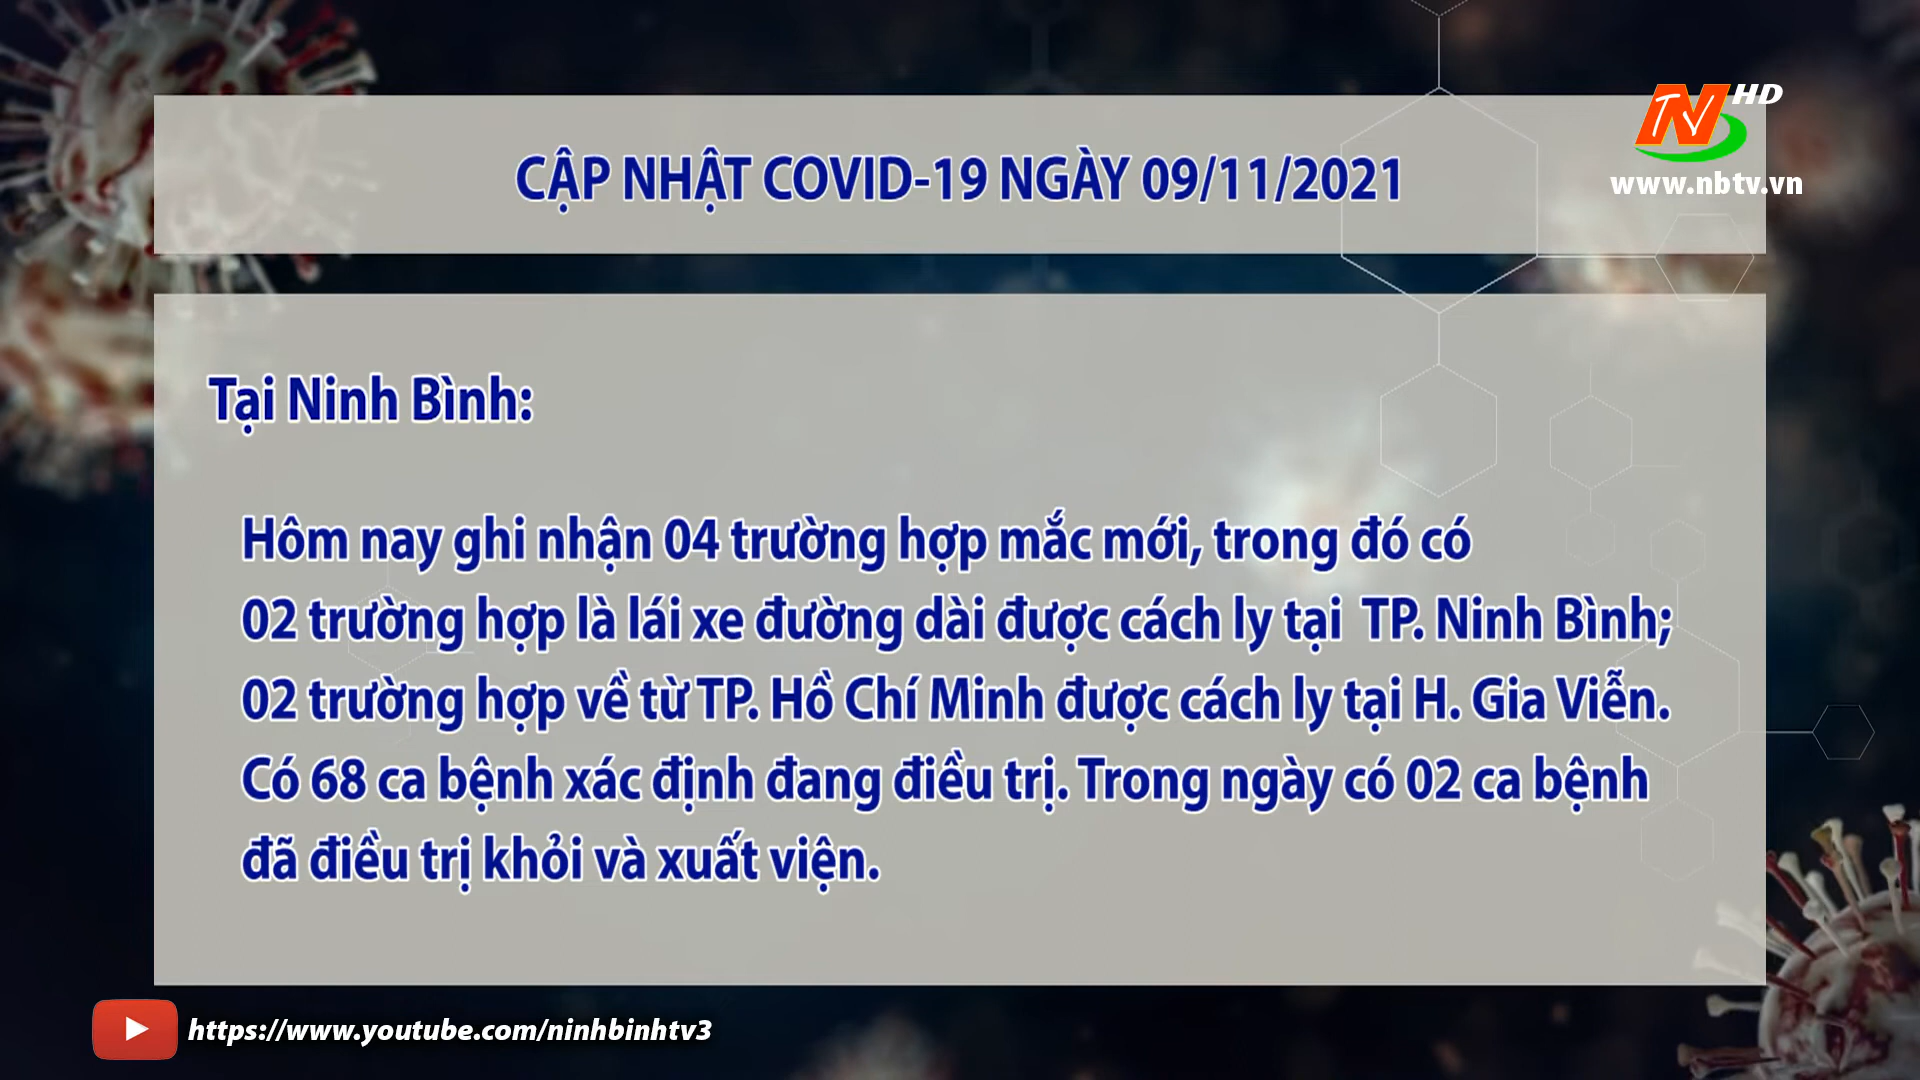 NTV HD
www.nbtv.vn
CẬP NHẬT COVID-19 NGÀY 09/11/2021
Tại Ninh Bình:
Hôm nay ghi nhận 04 trường hợp mắc mới, trong đó có
02 trường hợp là lái xe đường dài được cách ly tại TP. Ninh Bình;
02 trường hợp về từ TP. Hồ Chí Minh được cách ly tại H. Gia Viễn.
Có 68 ca bệnh xác định đang điều trị. Trong ngày có 02 ca bệnh
đã điều trị khỏi và xuất viện.
https://www.youtube.com/ninhbinhtv3